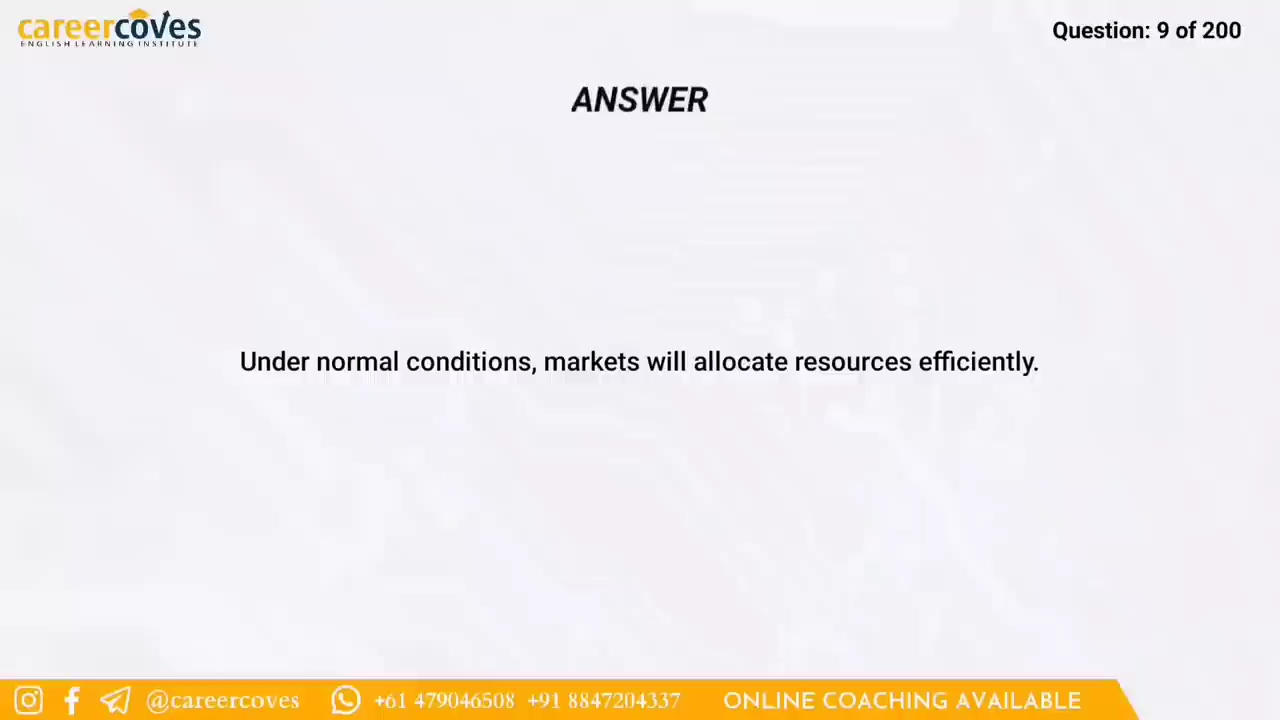 careercoves
ENGLISH LEARNING INSTITUTE
Question: 9 of 200
ANSWER
Under normal conditions, markets will allocate resources efficiently.
@careercoves +61 479046508 +91 8847204337 ONLINE COACHING AVAILABLE